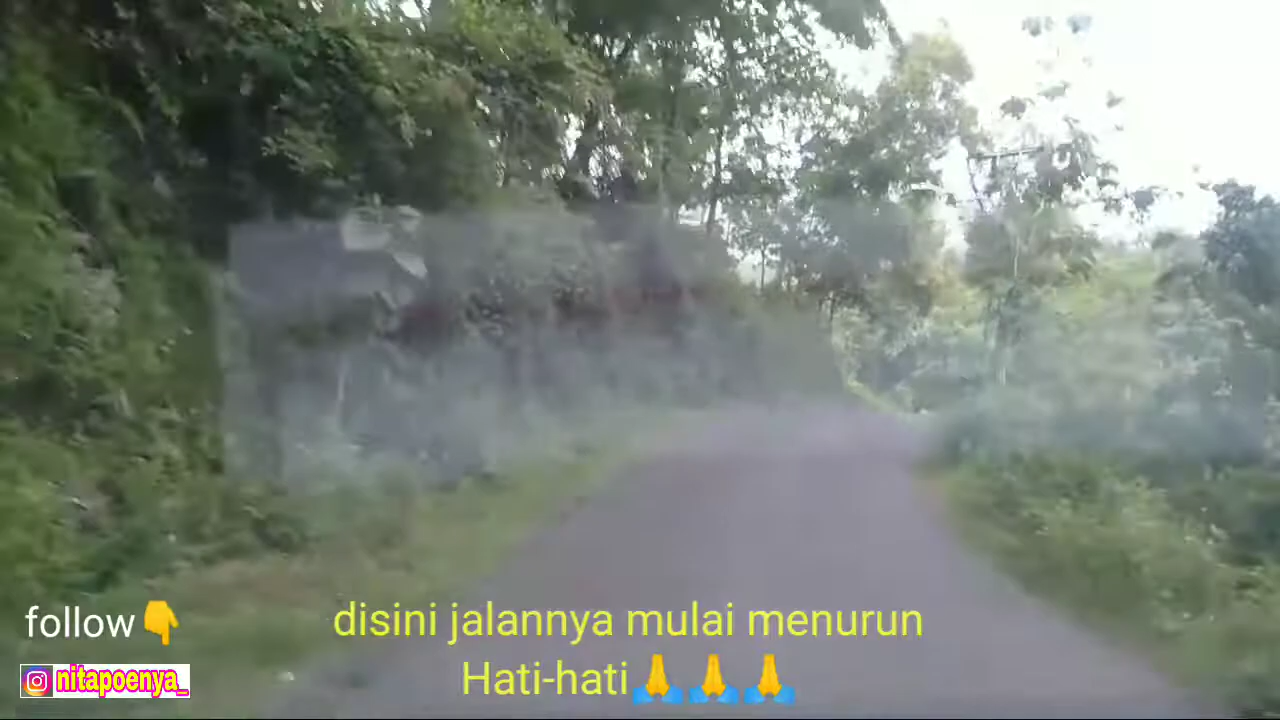 disini jalannya mulai menurun
Hati-hati🙏🙏🙏
follow👇
nitapoenya_